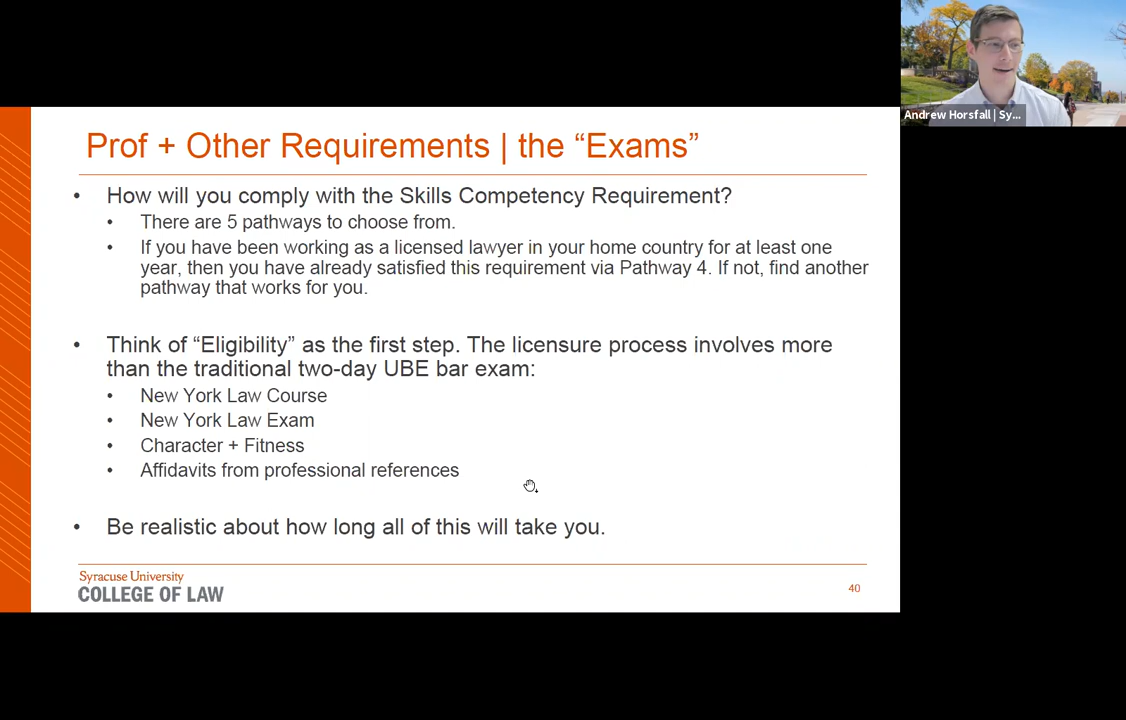 Andrew Horsfall | Sy...
Prof + Other Requirements | the “Exams”
• How will you comply with the Skills Competency Requirement?
• There are 5 pathways to choose from.
• If you have been working as a licensed lawyer in your home country for at least one
year, then you have already satisfied this requirement via Pathway 4. If not, find another
pathway that works for you.
• Think of “Eligibility” as the first step. The licensure process involves more
than the traditional two-day UBE bar exam:
• New York Law Course
• New York Law Exam
• Character + Fitness
• Affidavits from professional references
• Be realistic about how long all of this will take you.
Syracuse University
COLLEGE OF LAW
40